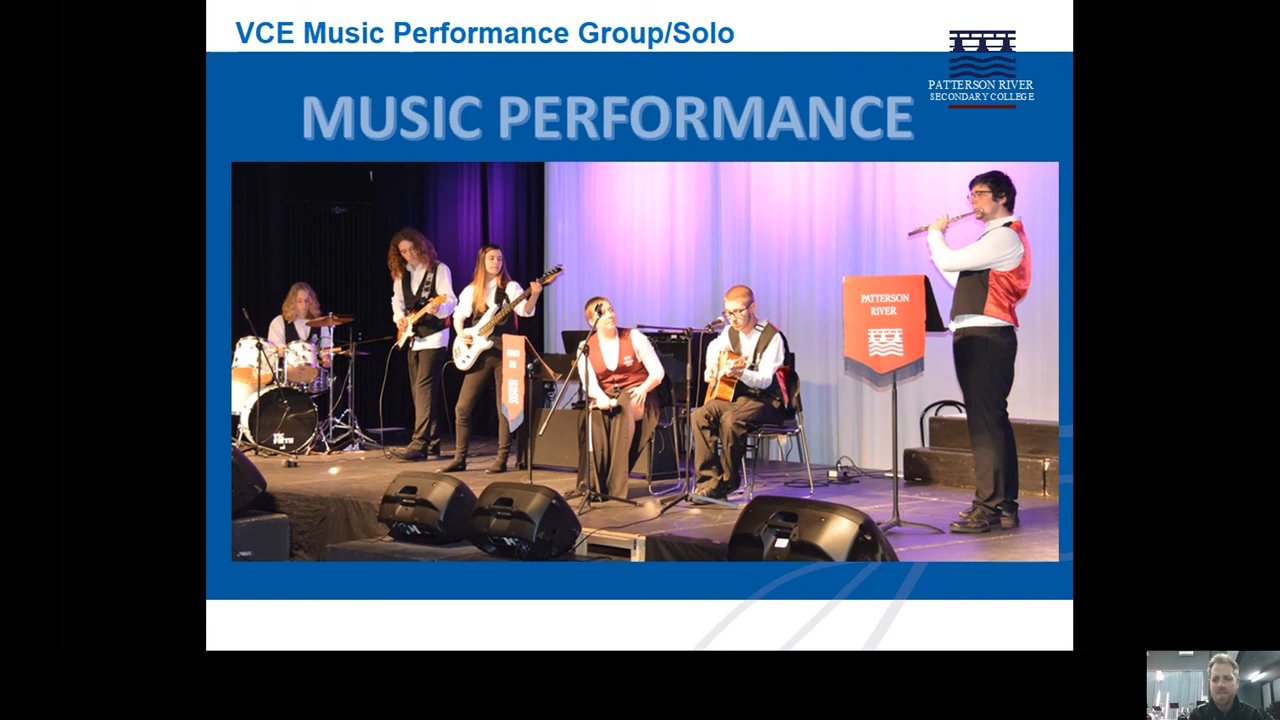 VCE Music Performance Group/Solo
PATTERSON RIVER
SECONDARY COLLEGE
MUSIC PERFORMANCE
PATTERSON
RIVER